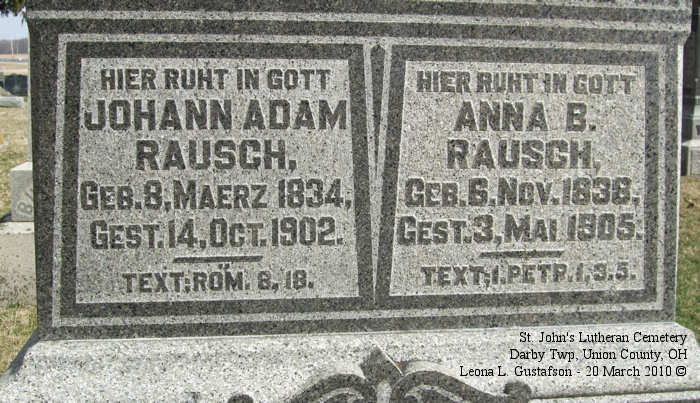 HIER RUHT IN GOTT
JOHANN ADAM
RAUSCH,
GEB. 8, MAERZ 1834,
GEST. 14, OCT. 1902.
TEXT; RÖM. 8, 18.
HIER RUHT IN GOTT
ANNA B.
RAUSCH,
GEB. 6, NOV. 1838,
GEST. 3, MAI. 1905.
TEXT; 1. PETR. 1, 3. 5.
St. John's Lutheran Cemetery
Darby Twp, Union County, OH
Leona L. Gustafson - 20 March 2010 ©